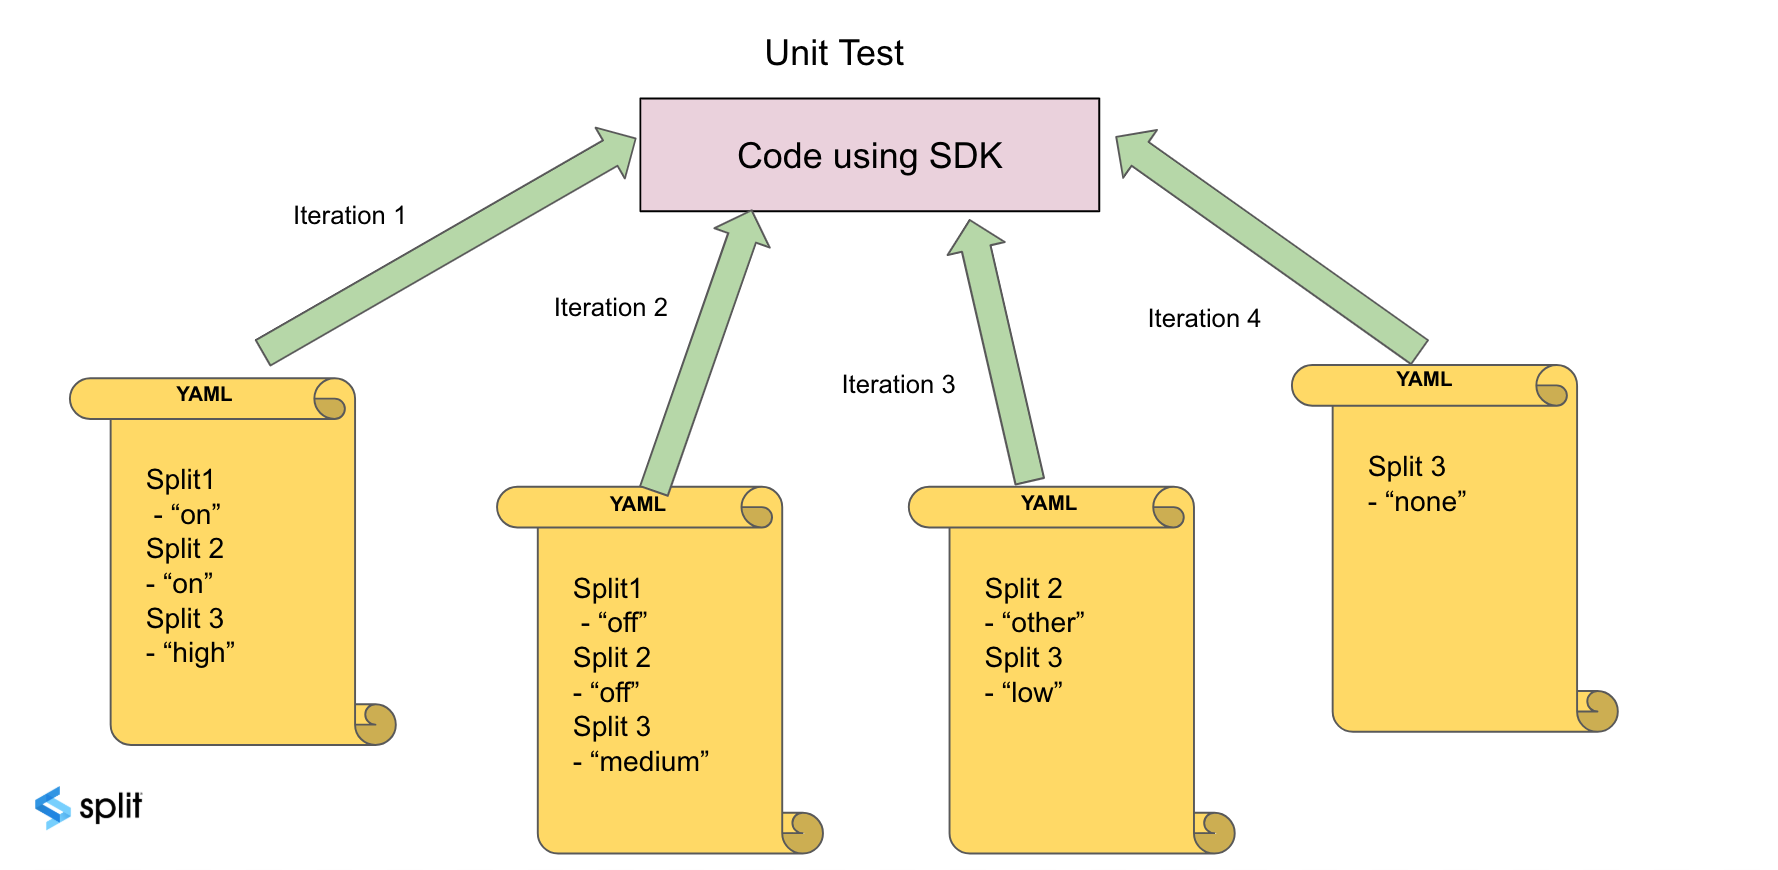 Unit Test
Code using SDK
Iteration 1
Iteration 2
Iteration 3
Iteration 4
YAML
Split1
- “on”
Split 2
- “on”
Split 3
- “high”
YAML
Split1
- “off”
Split 2
- “off”
Split 3
- “medium”
YAML
Split 2
- “other”
Split 3
- “low”
YAML
Split 3
- “none”
split